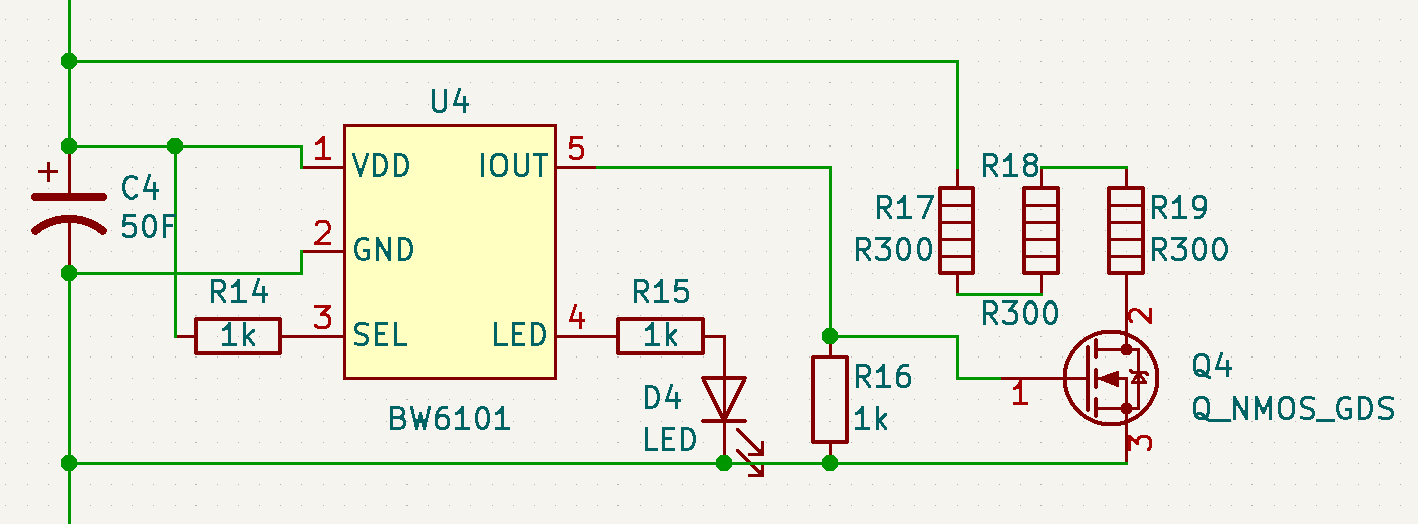 U4
1
VDD
IOUT
5
+
C4
50F
2
GND
R14
1k
3
SEL
LED
4
R15
1k
BW6101
D4
LED
R16
1k
R17
R300
R18
R300
R19
R300
2
1
3
Q4
Q_NMOS_GDS